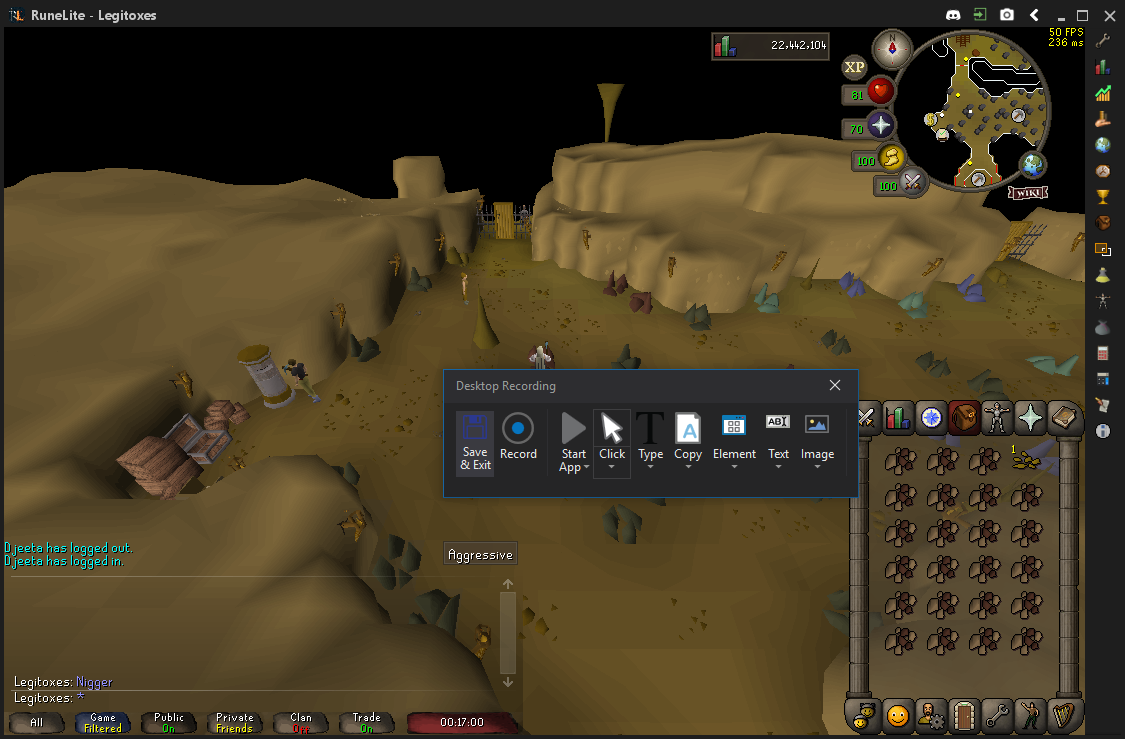 RuneLite - Legitoxes
50 FPS
236 ms
22,442,104
XP
81
70
100
100
WIKI
Desktop Recording
Save
& Exit
Record
Start
App
Click
Type
Copy
Element
Text
Image
ABI
A
1
Djeeta has logged out.
Djeeta has logged in.
Aggressive
Legitoxes: Nigger
Legitoxes: *
All
Game
Filtered
Public
On
Private
Friends
Clan
Off
Trade
On
00:17:00